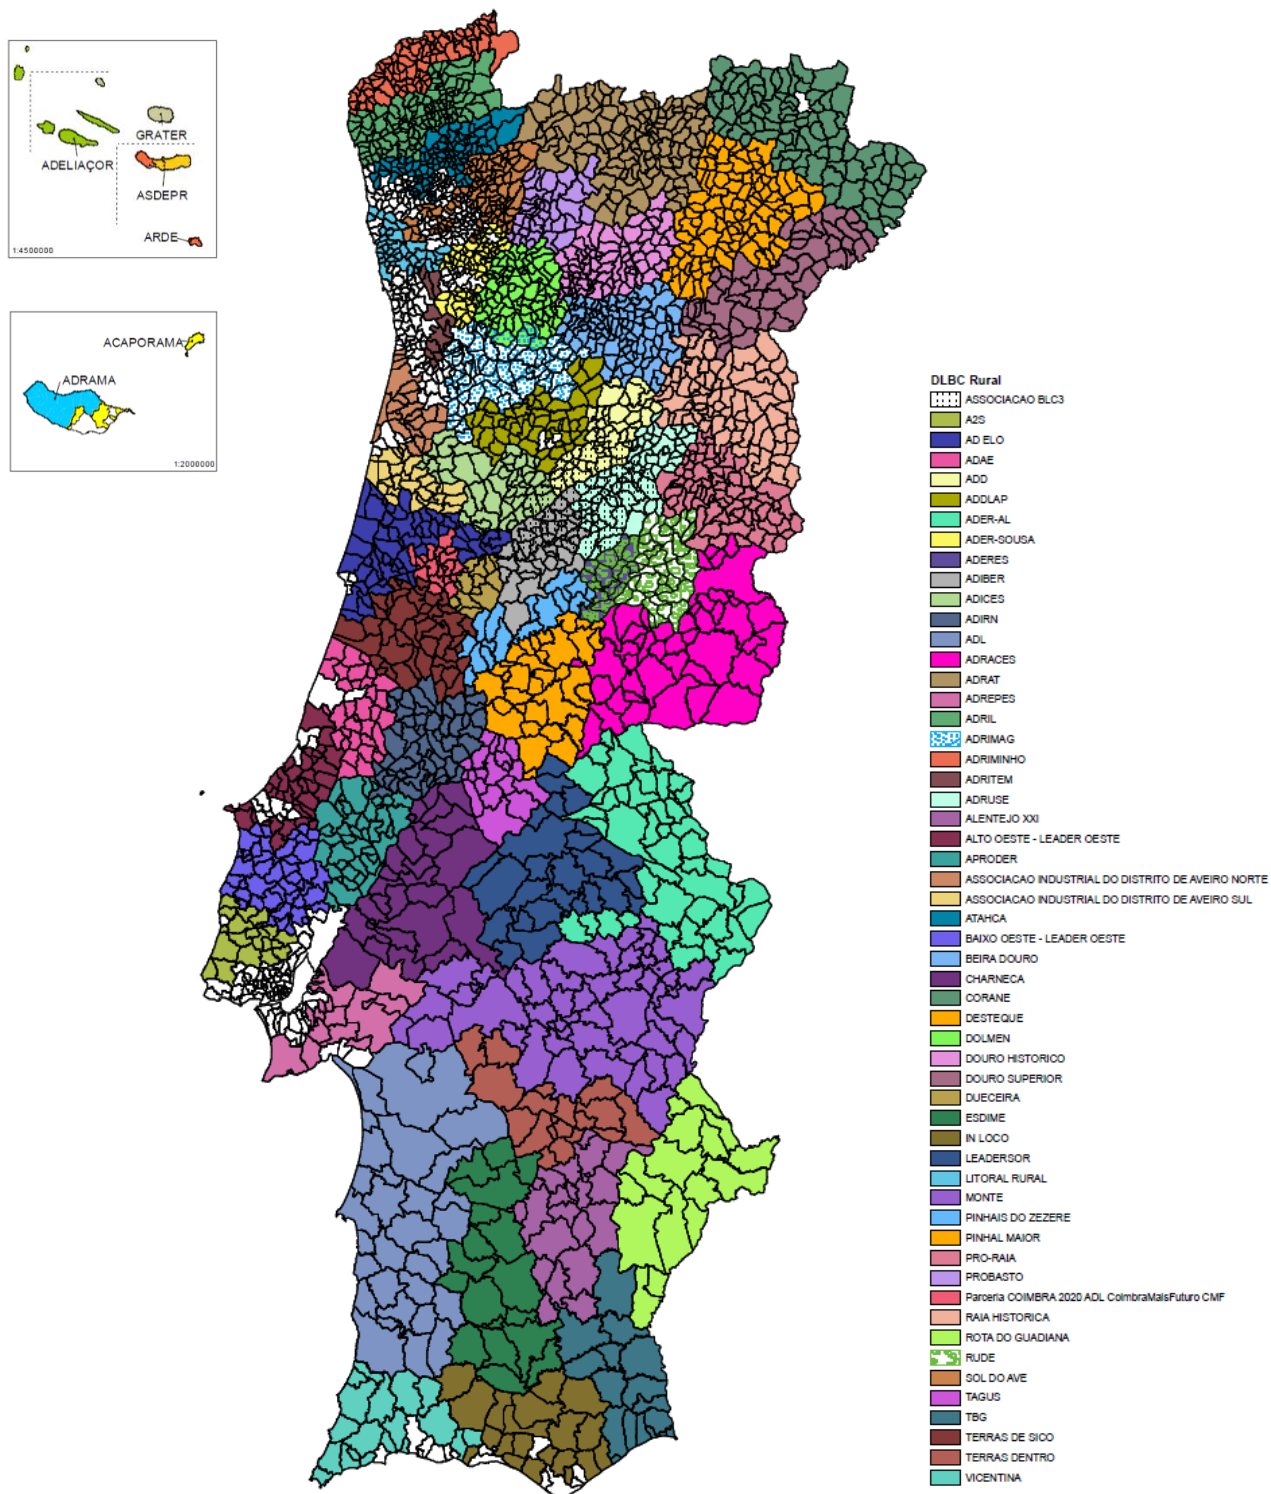 GRATER
ADELIAÇOR
ASDEPR
ARDE
1:4500000
ACAPORAMA
ADRAMA
1:2000000
DLBC Rural
ASSOCIACAO BLC3
A2S
AD ELO
ADAE
ADD
ADDLAP
ADER-AL
ADER-SOUSA
ADERES
ADIBER
ADICES
ADIRN
ADL
ADRACES
ADRAT
ADREPES
ADRIL
ADRIMAG
ADRIMINHO
ADRITEM
ADRUSE
ALENTEJO XXI
ALTO OESTE - LEADER OESTE
APRODER
ASSOCIACAO INDUSTRIAL DO DISTRITO DE AVEIRO NORTE
ASSOCIACAO INDUSTRIAL DO DISTRITO DE AVEIRO SUL
ATAHCA
BAIXO OESTE - LEADER OESTE
BEIRA DOURO
CHARNECA
CORANE
DESTEQUE
DOLMEN
DOURO HISTORICO
DOURO SUPERIOR
DUECEIRA
ESDIME
IN LOCO
LEADERSOR
LITORAL RURAL
MONTE
PINHAIS DO ZEZERE
PINHAL MAIOR
PRO-RAIA
PROBASTO
Parceria COIMBRA 2020 ADL CoimbraMaisFuturo CMF
RAIA HISTORICA
ROTA DO GUADIANA
RUDE
SOL DO AVE
TAGUS
TBG
TERRAS DE SICO
TERRAS DENTRO
VICENTINA